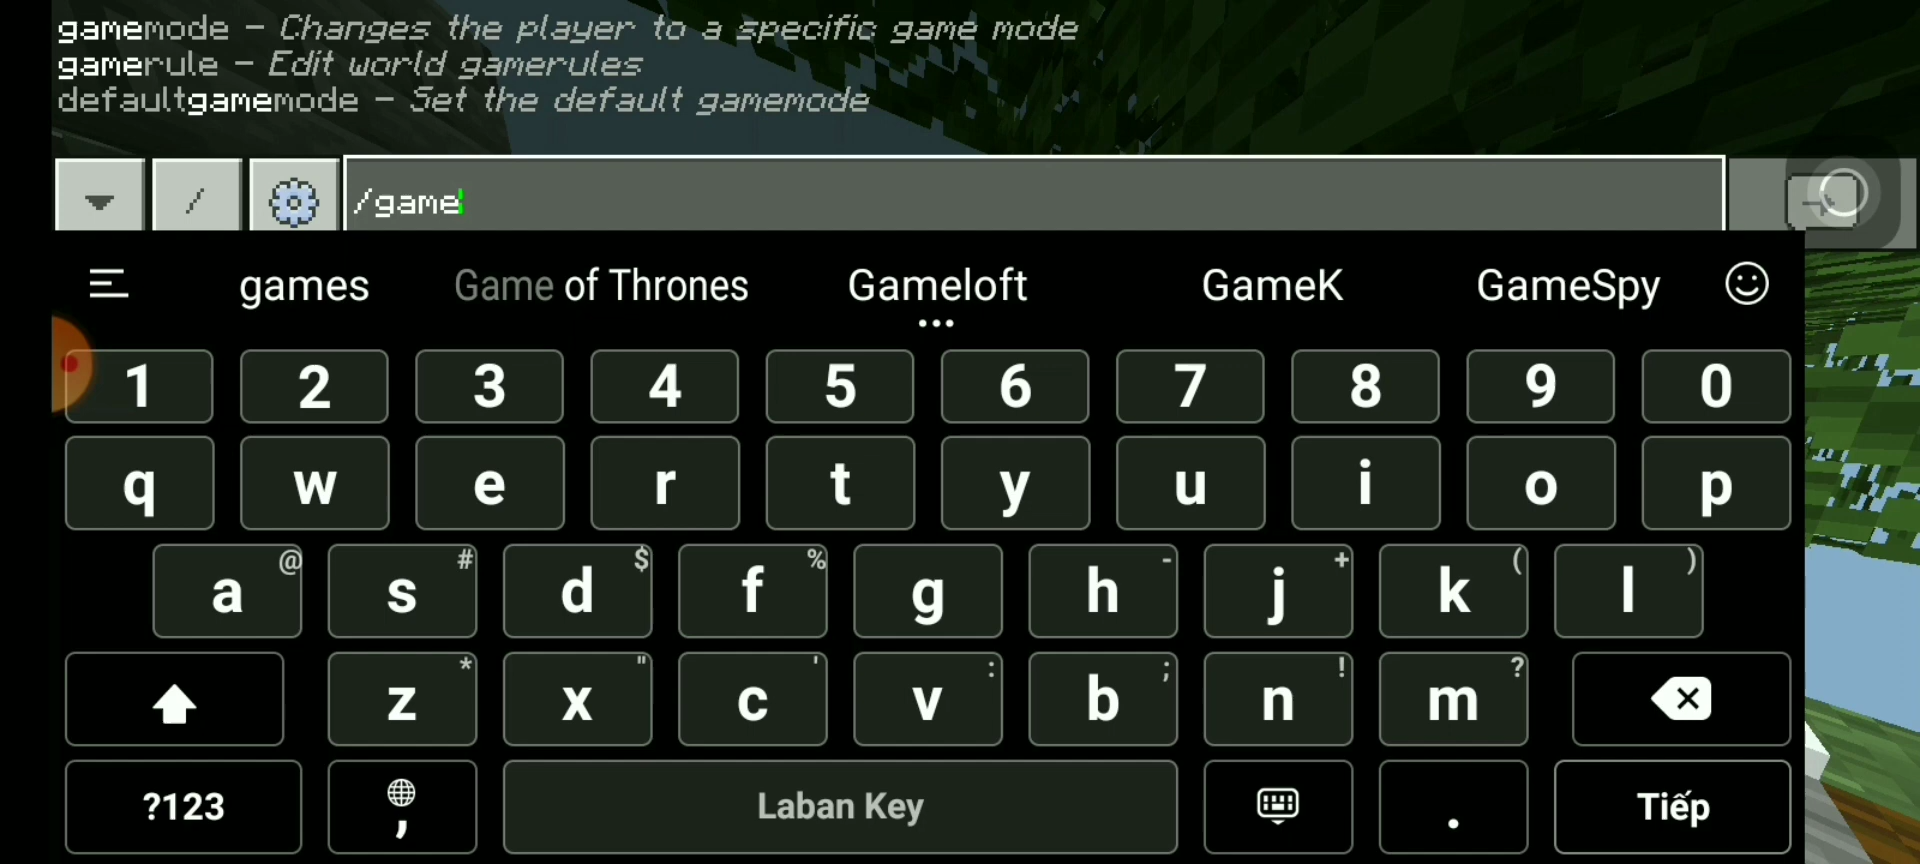 gamemode – Changes the player to a specific game mode
gamerule – Edit world gamerules
defaultgamemode – Set the default gamemode
/
/game
games Game of Thrones Gameloft GameK GameSpy
...
1 2 3 4 5 6 7 8 9 0
q w e r t y u i o p
a @ s # d $ f % g h - j + k ( l )
z * x " c ' v : b ; n ! m ?
?123 , Laban Key . Tiếp